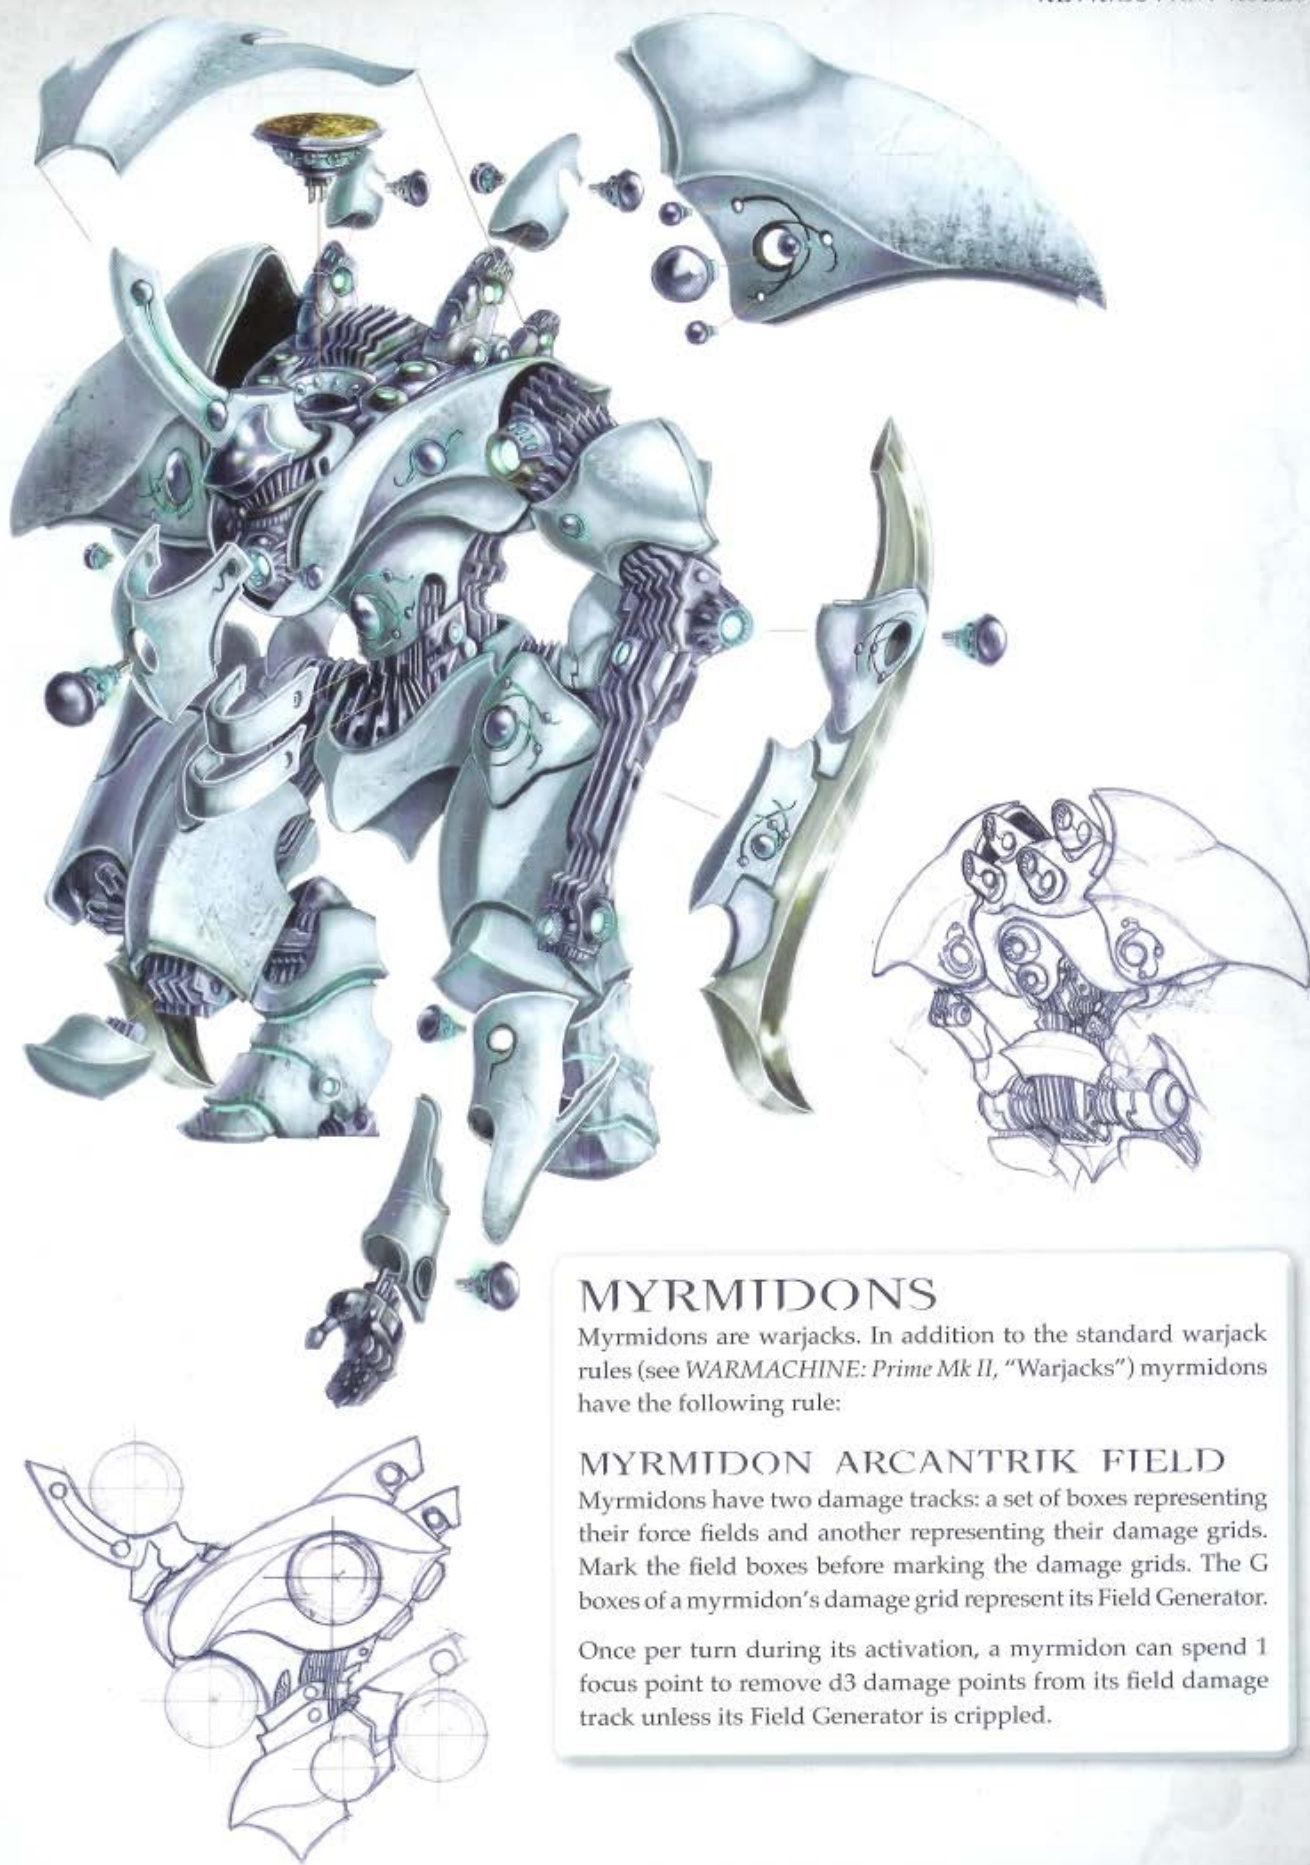 MYRMIDONS
Myrmidons are warjacks. In addition to the standard warjack
rules (see WARMACHINE: Prime Mk II, “Warjacks”) myrmidons
have the following rule:
MYRMIDON ARCANTRIK FIELD
Myrmidons have two damage tracks: a set of boxes representing
their force fields and another representing their damage grids.
Mark the field boxes before marking the damage grids. The G
boxes of a myrmidon's damage grid represent its Field Generator.
Once per turn during its activation, a myrmidon can spend 1
focus point to remove d3 damage points from its field damage
track unless its Field Generator is crippled.